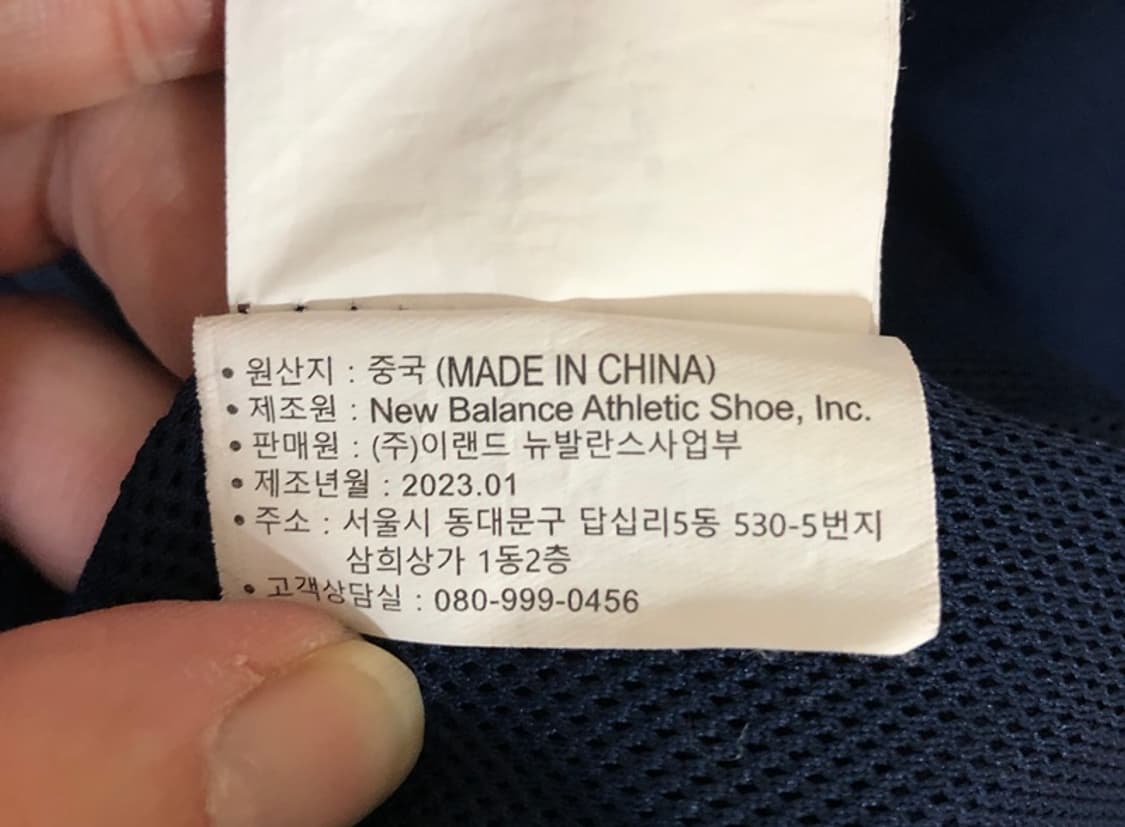 • 원산지 : 중국 (MADE IN CHINA)
• 제조원 : New Balance Athletic Shoe, Inc.
• 판매원 : (주)이랜드 뉴발란스사업부
• 제조년월 : 2023.01
• 주소 : 서울시 동대문구 답십리5동 530-5번지
삼희상가 1동2층
• 고객상담실 : 080-999-0456